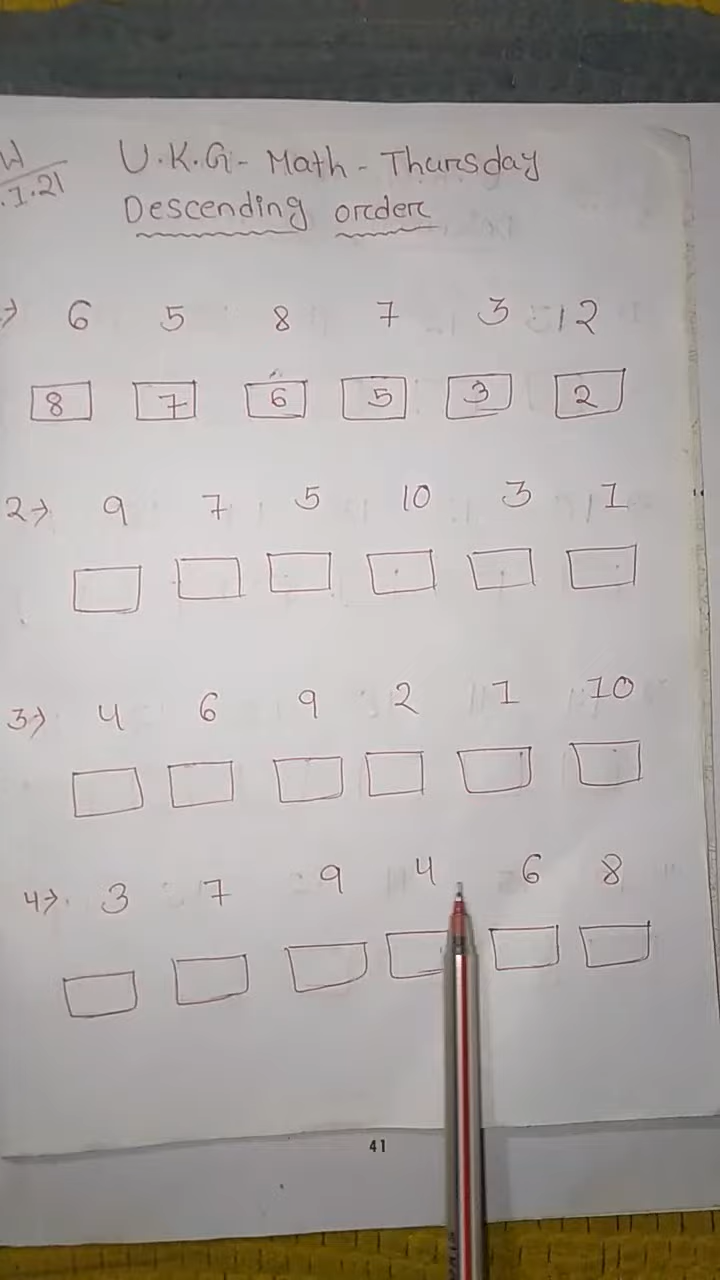 W U.K.G- Math - Thursday
.1.21 Descending order
6 5 8 7 3 2
8 7 6 5 3 2
2) 9 7 5 10 3 1
3) 4 6 9 2 1 10
4) 3 7 9 4 6 8
41